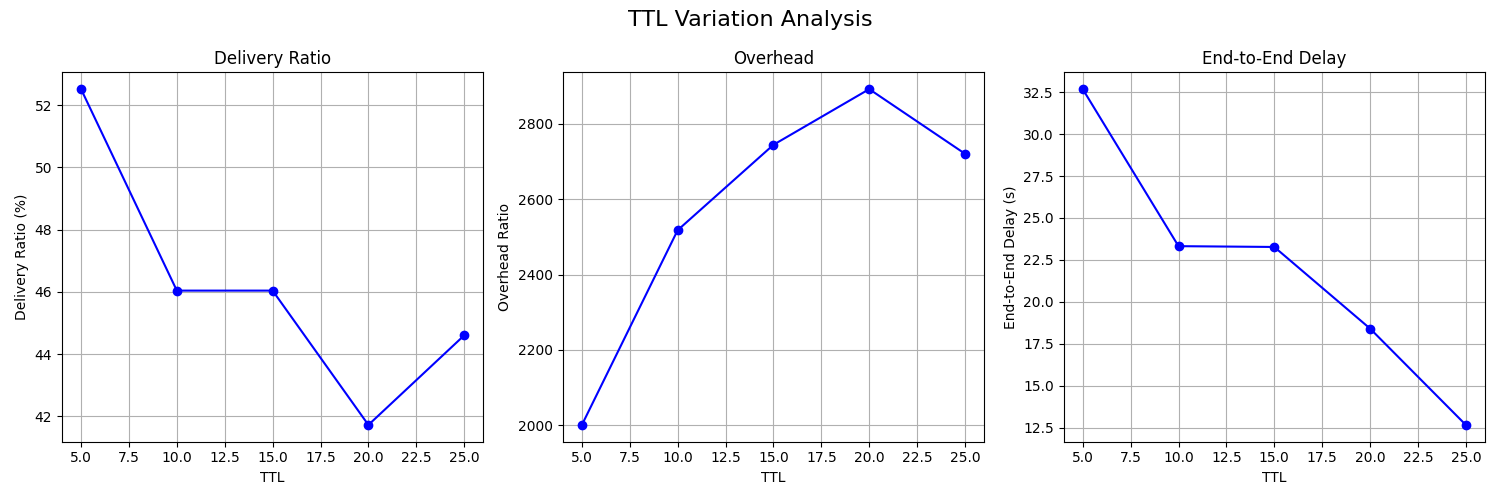 TTL Variation Analysis
Delivery Ratio
Delivery Ratio (%)
52
50
48
46
44
42
5.0 7.5 10.0 12.5 15.0 17.5 20.0 22.5 25.0
TTL
Overhead
Overhead Ratio
2800
2600
2400
2200
2000
5.0 7.5 10.0 12.5 15.0 17.5 20.0 22.5 25.0
TTL
End-to-End Delay
End-to-End Delay (s)
32.5
30.0
27.5
25.0
22.5
20.0
17.5
15.0
12.5
5.0 7.5 10.0 12.5 15.0 17.5 20.0 22.5 25.0
TTL